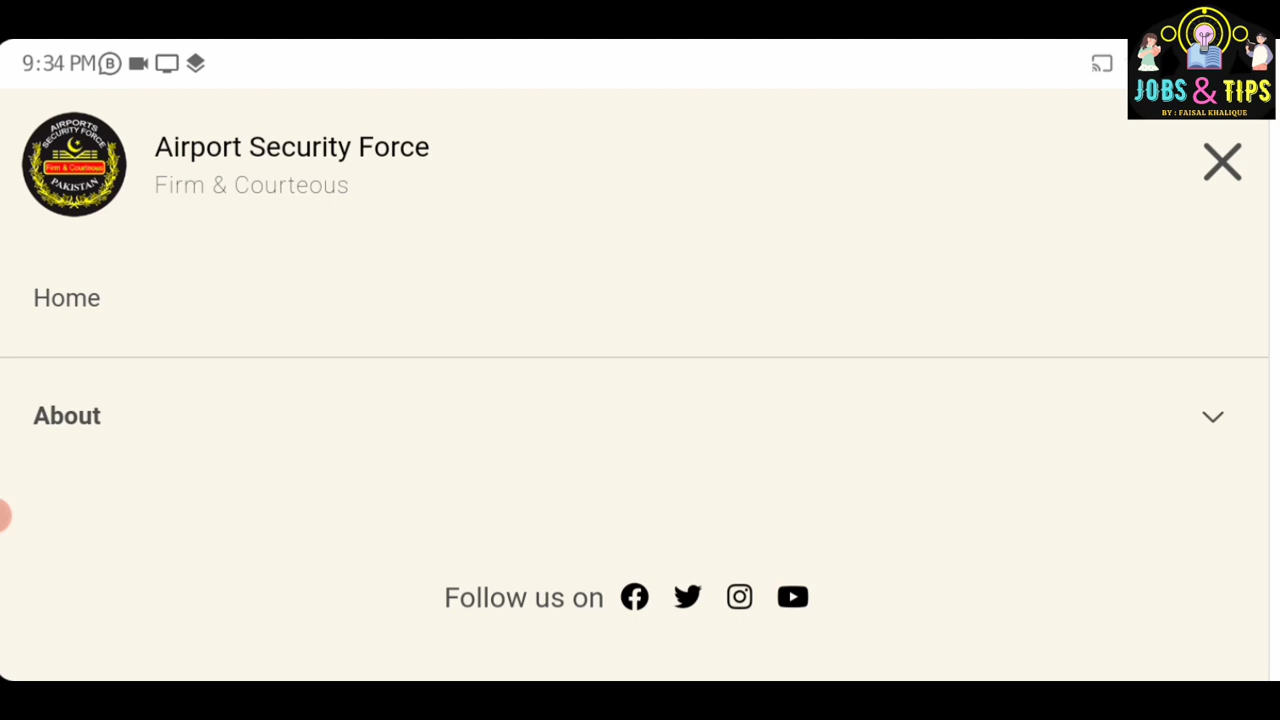 9:34 PM
JOBS & TIPS
BY : FAISAL KHALIQUE
AIRPORTS
SECURITY FORCE
Firm & Courteous
PAKISTAN
Airport Security Force
Firm & Courteous
Home
About
Follow us on